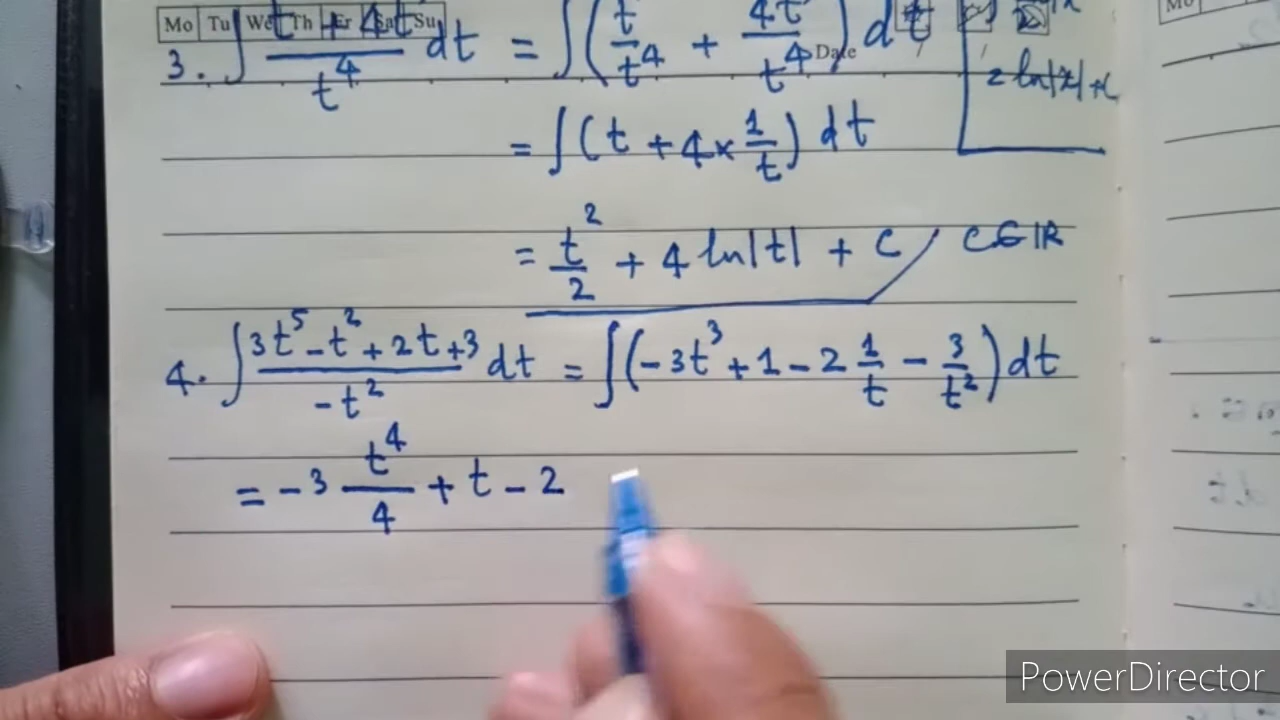 Mo Tu We Th Fr Sat Su
Date
3. ∫ (t + 4t)/t⁴ dt = ∫(t/t⁴ + 4t/t⁴) dt
= ln|x| + c
= ∫(t + 4 × 1/t) dt
= t²/2 + 4 ln|t| + C / C ∈ ℝ
4. ∫ (3t⁵ - t² + 2t + 3)/(-t²) dt = ∫(-3t³ + 1 - 2 1/t - 3/t²) dt
= -3 t⁴/4 + t - 2
PowerDirector